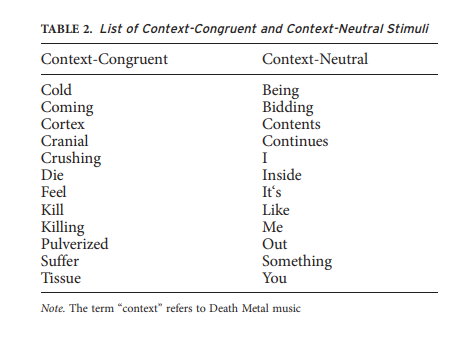 TABLE 2. List of Context-Congruent and Context-Neutral Stimuli
Context-Congruent Context-Neutral
Cold Being
Coming Bidding
Cortex Contents
Cranial Continues
Crushing I
Die Inside
Feel It‘s
Kill Like
Killing Me
Pulverized Out
Suffer Something
Tissue You
Note. The term “context” refers to Death Metal music